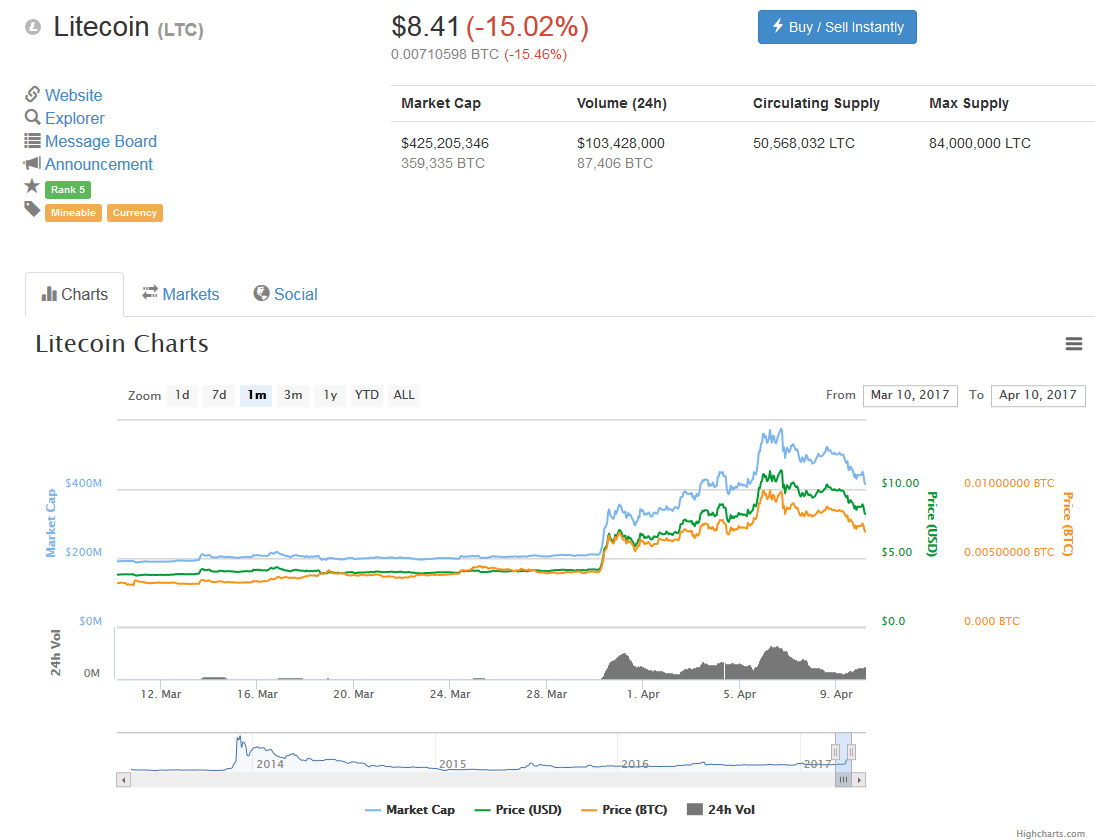 Litecoin (LTC)
$8.41 (-15.02%)
0.00710598 BTC (-15.46%)
Buy / Sell Instantly
Website
Explorer
Message Board
Announcement
Rank 5
Mineable Currency
Market Cap Volume (24h) Circulating Supply Max Supply
$425,205,346 $103,428,000 50,568,032 LTC 84,000,000 LTC
359,335 BTC 87,406 BTC
Charts Markets Social
Litecoin Charts
Zoom 1d 7d 1m 3m 1y YTD ALL From Mar 10, 2017 To Apr 10, 2017
Market Cap
$400M
$200M
$0M
$10.00
$5.00
$0.0
Price (USD)
0.01000000 BTC
0.00500000 BTC
0.000 BTC
Price (BTC)
24h Vol
0M
12. Mar 16. Mar 20. Mar 24. Mar 28. Mar 1. Apr 5. Apr 9. Apr
2014 2015 2016 2017
Market Cap Price (USD) Price (BTC) 24h Vol
Highcharts.com